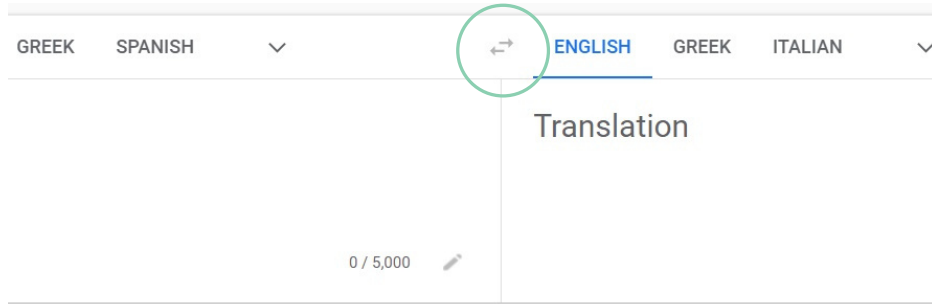 GREEK SPANISH ENGLISH GREEK ITALIAN
Translation
0 / 5,000